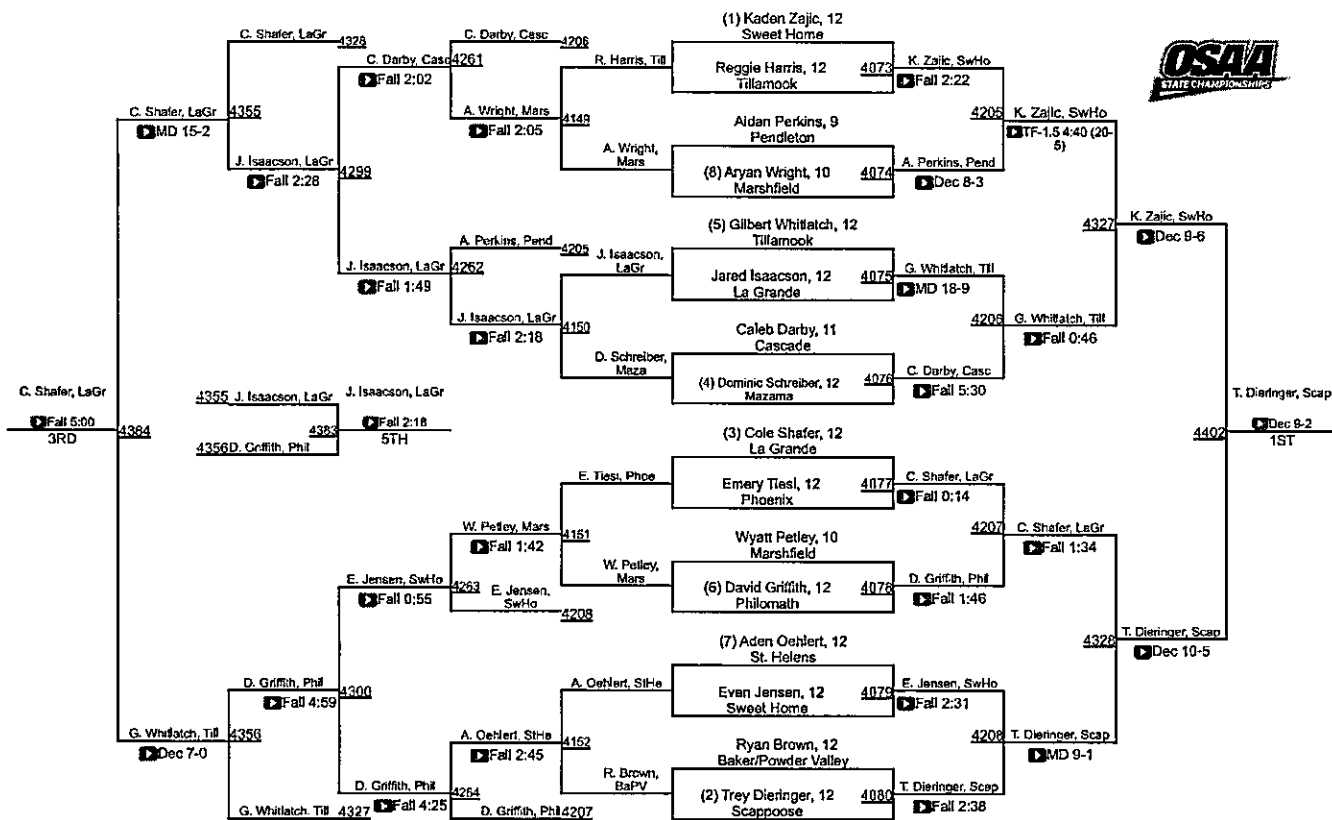 OSAA
STATE CHAMPIONSHIPS
(1) Kaden Zajic, 12
Sweet Home
Reggie Harris, 12
Tillamook
4073
Aidan Perkins, 9
Pendleton
(8) Aryan Wright, 10
Marshfield
4074
(5) Gilbert Whitlatch, 12
Tillamook
Jared Isaacson, 12
La Grande
4075
Caleb Darby, 11
Cascade
(4) Dominic Schreiber, 12
Mazama
4076
(3) Cole Shafer, 12
La Grande
Emery Tiesi, 12
Phoenix
4077
Wyatt Petley, 10
Marshfield
(6) David Griffith, 12
Philomath
4078
(7) Aden Oehlert, 12
St. Helens
Evan Jensen, 12
Sweet Home
4079
Ryan Brown, 12
Baker/Powder Valley
(2) Trey Dieringer, 12
Scappoose
4080
K. Zajic, SwHo
Fall 2:22
4205
A. Perkins, Pend
Dec 8-3
G. Whitlatch, Till
MD 18-9
4206
C. Darby, Casc
Fall 5:30
C. Shafer, LaGr
Fall 0:14
4207
D. Griffith, Phil
Fall 1:46
E. Jensen, SwHo
Fall 2:31
4208
T. Dieringer, Scap
Fall 2:38
K. Zajic, SwHo
TF-1.5 4:40 (20-
5)
4327
G. Whitlatch, Till
Fall 0:46
C. Shafer, LaGr
Fall 1:34
4328
T. Dieringer, Scap
MD 9-1
K. Zajic, SwHo
Dec 9-6
4402
T. Dieringer, Scap
Dec 10-5
T. Dieringer, Scap
Dec 9-2
1ST
R. Harris, Till
4149
A. Wright,
Mars
J. Isaacson,
LaGr
4150
D. Schreiber,
Maza
E. Tiesi, Phoe
4151
W. Petley,
Mars
A. Oehlert, StHe
4152
R. Brown,
BaPV
C. Darby, Casc
4206
A. Wright, Mars
Fall 2:05
A. Perkins, Pend
4205
J. Isaacson, LaGr
Fall 2:18
W. Petley, Mars
Fall 1:42
E. Jensen,
SwHo
4208
A. Oehlert, StHe
Fall 2:45
D. Griffith, Phil
4207
C. Darby, Casc
4261
Fall 2:02
J. Isaacson, LaGr
4262
Fall 1:49
E. Jensen, SwHo
4263
Fall 0:55
D. Griffith, Phil
4264
Fall 4:25
C. Shafer, LaGr
4328
J. Isaacson, LaGr
4299
Fall 2:28
D. Griffith, Phil
4300
Fall 4:59
G. Whitlatch, Till
4327
C. Shafer, LaGr
4355
MD 15-2
G. Whitlatch, Till
4356
Dec 7-0
C. Shafer, LaGr
Fall 5:00
4384
3RD
4355 J. Isaacson, LaGr
4383
4356 D. Griffith, Phil
J. Isaacson, LaGr
Fall 2:18
5TH